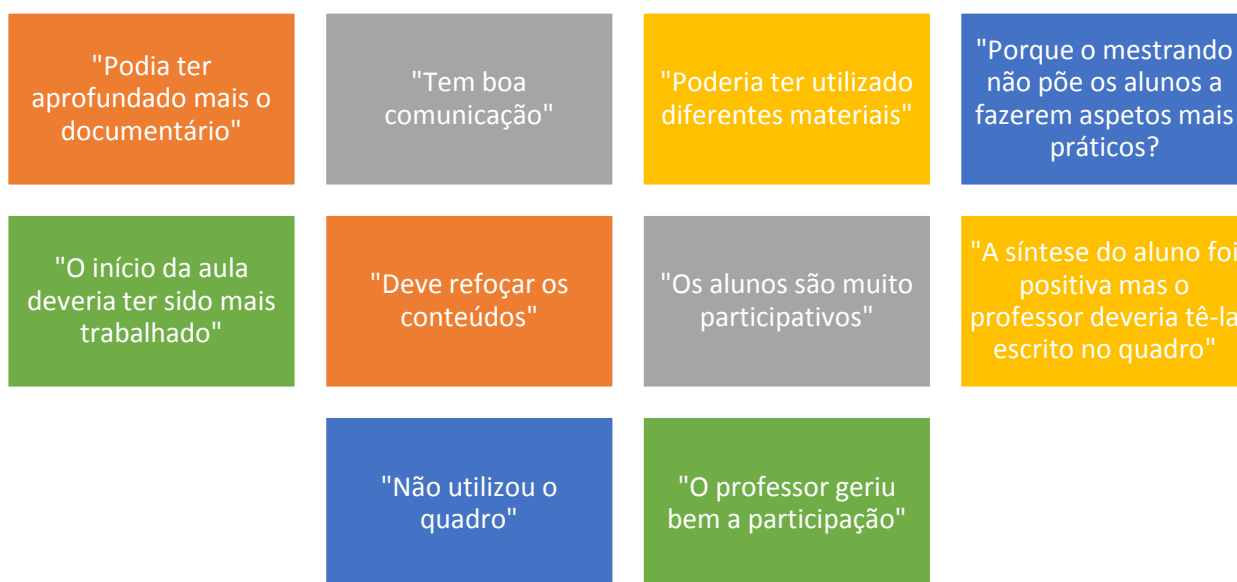 "Podia ter
aprofundado mais o
documentário"
"Tem boa
comunicação"
"Poderia ter utilizado
diferentes materiais"
"Porque o mestrando
não põe os alunos a
fazerem aspetos mais
práticos?
"O início da aula
deveria ter sido mais
trabalhado"
"Deve refoçar os
conteúdos"
"Os alunos são muito
participativos"
"A síntese do aluno foi
positiva mas o
professor deveria tê-la
escrito no quadro"
"Não utilizou o
quadro"
"O professor geriu
bem a participação"